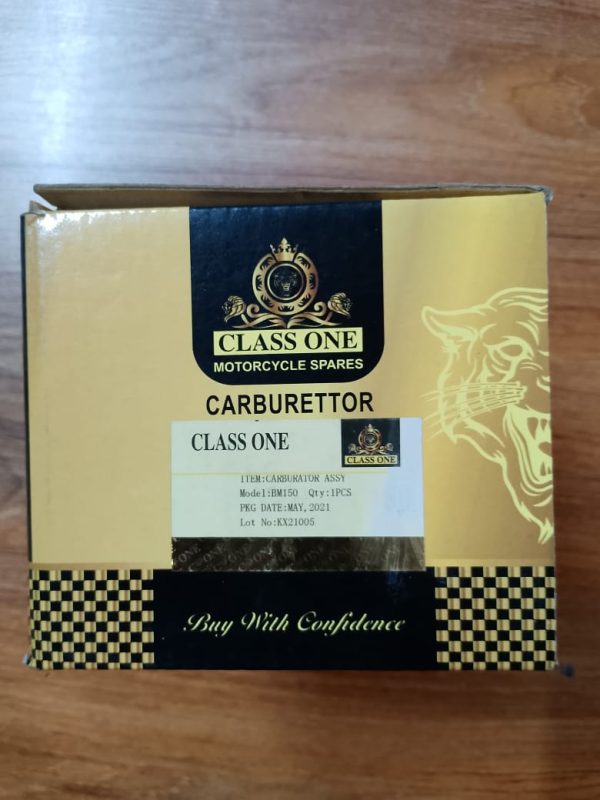 CLASS ONE
MOTORCYCLE SPARES
CARBURETTOR
CLASS ONE
CLASS ONE
ITEM:CARBURATOR ASSY
Model:BM150 Qty:1PCS
PKG DATE:MAY,2021
Lot No:KX21005
Buy With Confidence